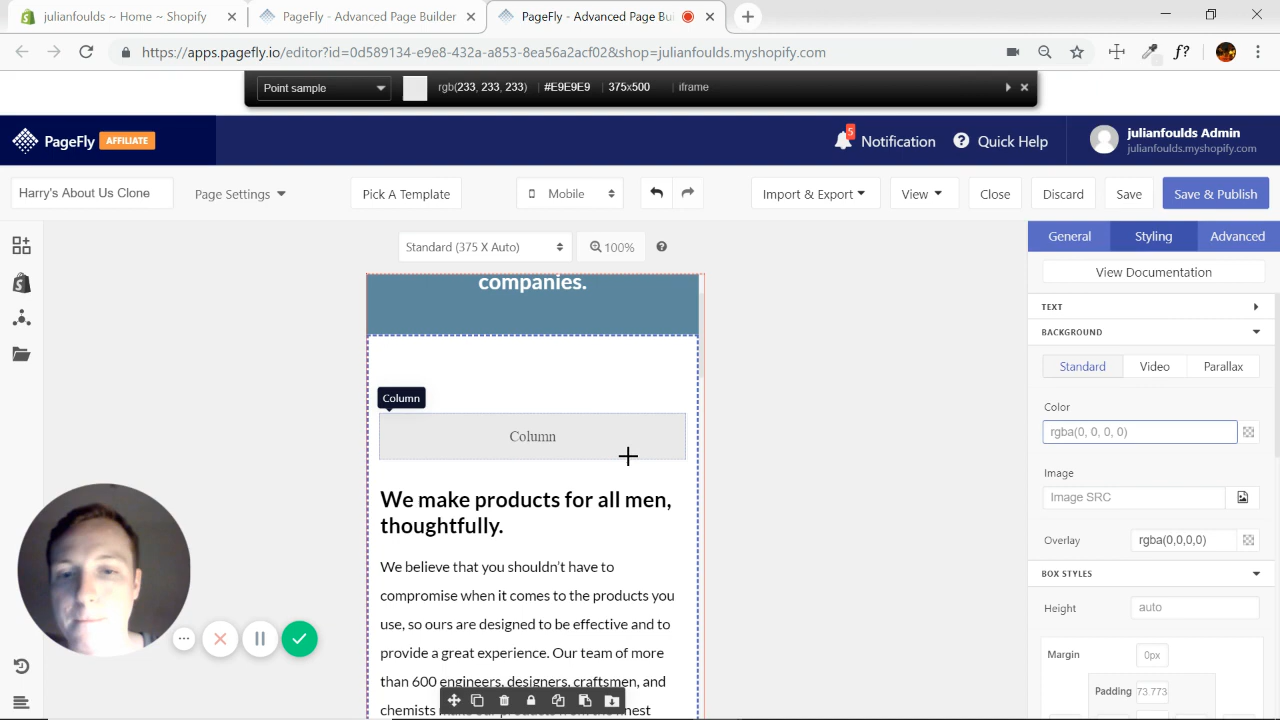 julianfoulds ~ Home ~ Shopify
PageFly - Advanced Page Builder
PageFly - Advanced Page Bui
https://apps.pagefly.io/editor?id=0d589134-e9e8-432a-a853-8ea56a2acf02&shop=julianfoulds.myshopify.com
f?
Point sample
rgb(233, 233, 233)
#E9E9E9
375x500
iframe
PageFly
AFFILIATE
5
Notification
Quick Help
julianfoulds Admin
julianfoulds.myshopify.com
Harry's About Us Clone
Page Settings
Pick A Template
Mobile
Import & Export
View
Close
Discard
Save
Save & Publish
Standard (375 X Auto)
100%
General
Styling
Advanced
View Documentation
TEXT
BACKGROUND
Standard
Video
Parallax
Color
rgba(0, 0, 0, 0)
Image
Image SRC
Overlay
rgba(0,0,0,0)
BOX STYLES
Height
auto
Margin
0px
Padding
73 773
companies.
Column
Column
We make products for all men,
thoughtfully.
We believe that you shouldn't have to
compromise when it comes to the products you
use, so ours are designed to be effective and to
provide a great experience. Our team of more
than 600 engineers, designers, craftsmen, and
chemists